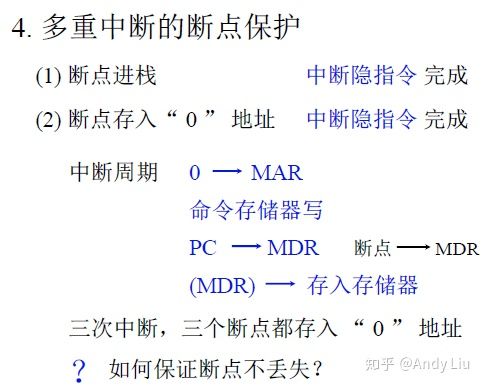 4. 多重中断的断点保护
(1) 断点进栈 中断隐指令 完成
(2) 断点存入“ 0 ” 地址 中断隐指令 完成
中断周期 0 → MAR
命令存储器写
PC → MDR 断点 → MDR
(MDR) → 存入存储器
三次中断，三个断点都存入 “ 0 ” 地址
？ 如何保证断点不丢失？
知乎 @Andy Liu